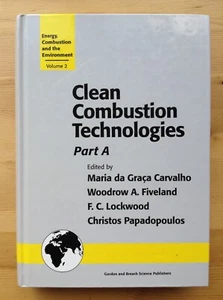 Energy,
Combustion
and the
Environment
Volume 2
Clean
Combustion
Technologies
Part A
Edited by
Maria da Graça Carvalho
Woodrow A. Fiveland
F. C. Lockwood
Christos Papadopoulos
Gordon and Breach Science Publishers